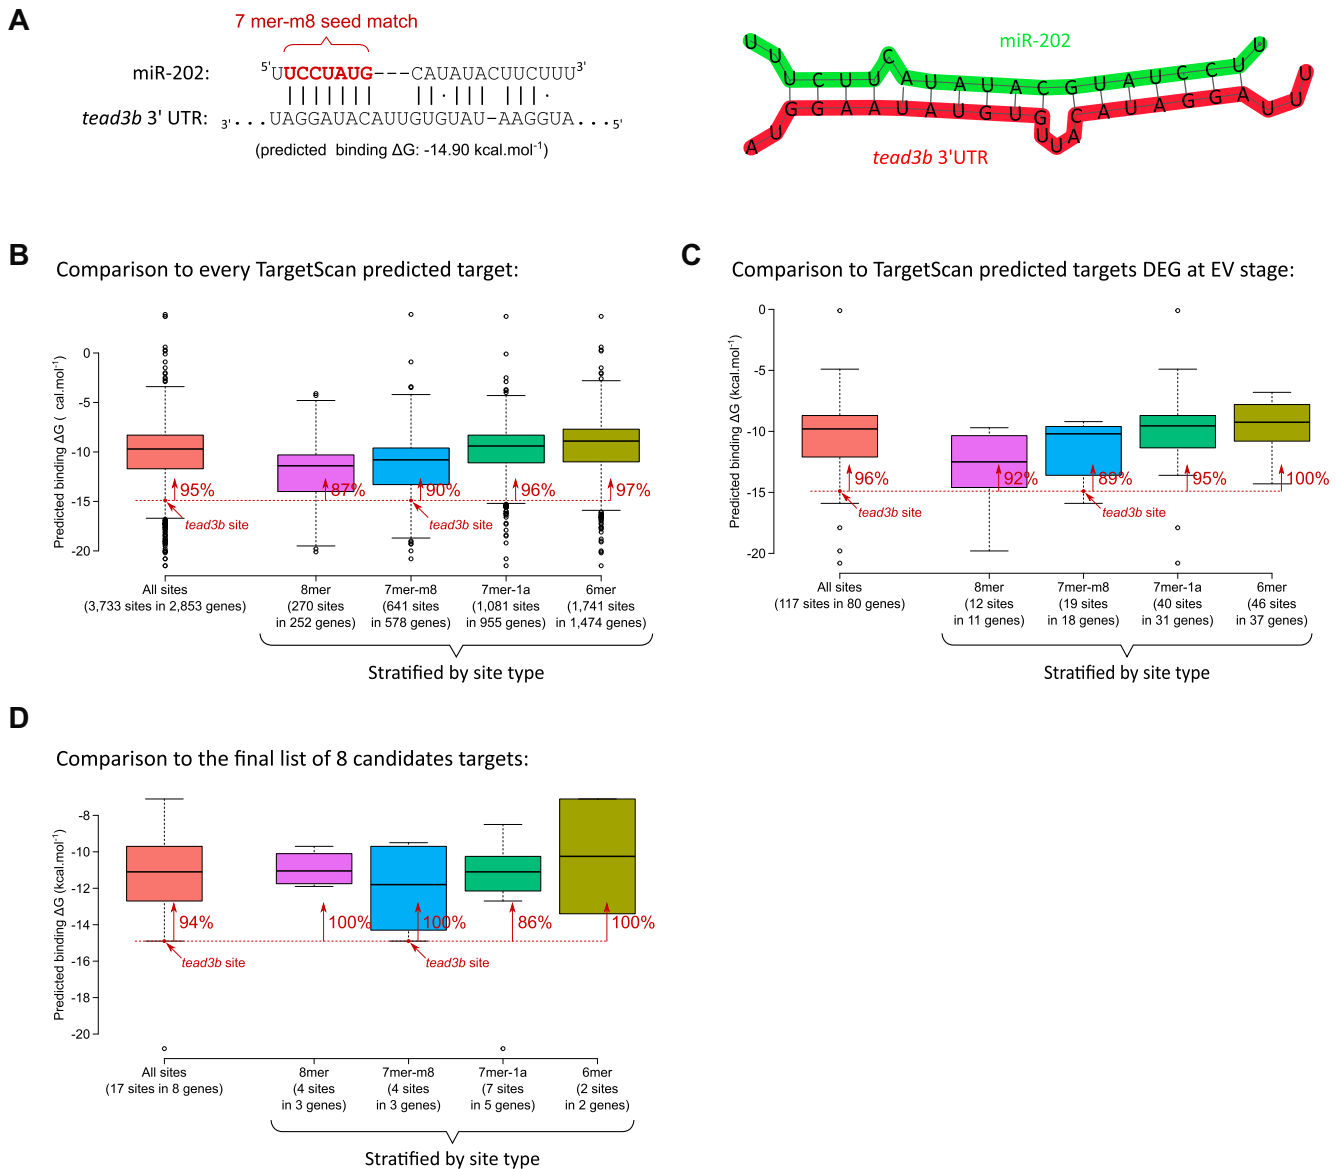 A
7 mer-m8 seed match
miR-202: 5'UUCCUAUG---CAUAUACUUCUUU3'
tead3b 3' UTR: 3'...UAGGAUACAUUGUGUAU-AAGGUA...5'
(predicted binding ΔG: -14.90 kcal.mol-1)
miR-202
UUUCUUCAUAUACGUAUCCUU
AUGGAAUAUGUGUUACAUAGGAUUU
tead3b 3'UTR
B
Comparison to every TargetScan predicted target:
Predicted binding ΔG ( cal.mol-1)
0
-5
-10
-15
-20
95%
87%
90%
96%
97%
tead3b site
tead3b site
All sites
(3,733 sites in 2,853 genes)
8mer
(270 sites
in 252 genes)
7mer-m8
(641 sites
in 578 genes)
7mer-1a
(1,081 sites
in 955 genes)
6mer
(1,741 sites
in 1,474 genes)
Stratified by site type
C
Comparison to TargetScan predicted targets DEG at EV stage:
Predicted binding ΔG (kcal.mol-1)
0
-5
-10
-15
-20
96%
92%
89%
95%
100%
tead3b site
tead3b site
All sites
(117 sites in 80 genes)
8mer
(12 sites
in 11 genes)
7mer-m8
(19 sites
in 18 genes)
7mer-1a
(40 sites
in 31 genes)
6mer
(46 sites
in 37 genes)
Stratified by site type
D
Comparison to the final list of 8 candidates targets:
Predicted binding ΔG (kcal.mol-1)
-8
-10
-12
-14
-16
-18
-20
94%
100%
100%
86%
100%
tead3b site
tead3b site
All sites
(17 sites in 8 genes)
8mer
(4 sites
in 3 genes)
7mer-m8
(4 sites
in 3 genes)
7mer-1a
(7 sites
in 5 genes)
6mer
(2 sites
in 2 genes)
Stratified by site type